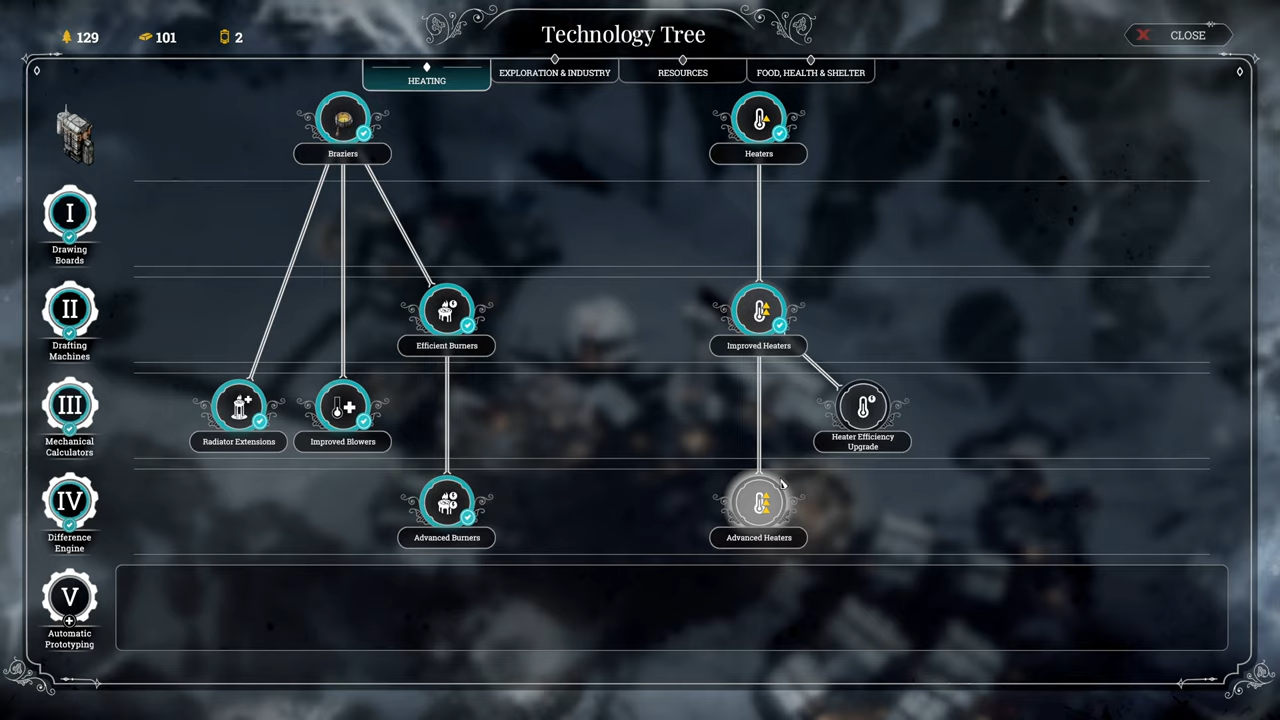 129
101
2
Technology Tree
CLOSE
HEATING
EXPLORATION & INDUSTRY
RESOURCES
FOOD, HEALTH & SHELTER
Braziers
Heaters
I
Drawing
Boards
II
Drafting
Machines
Efficient Burners
Improved Heaters
III
Mechanical
Calculators
Radiator Extensions
Improved Blowers
Heater Efficiency
Upgrade
IV
Difference
Engine
Advanced Burners
Advanced Heaters
V
Automatic
Prototyping